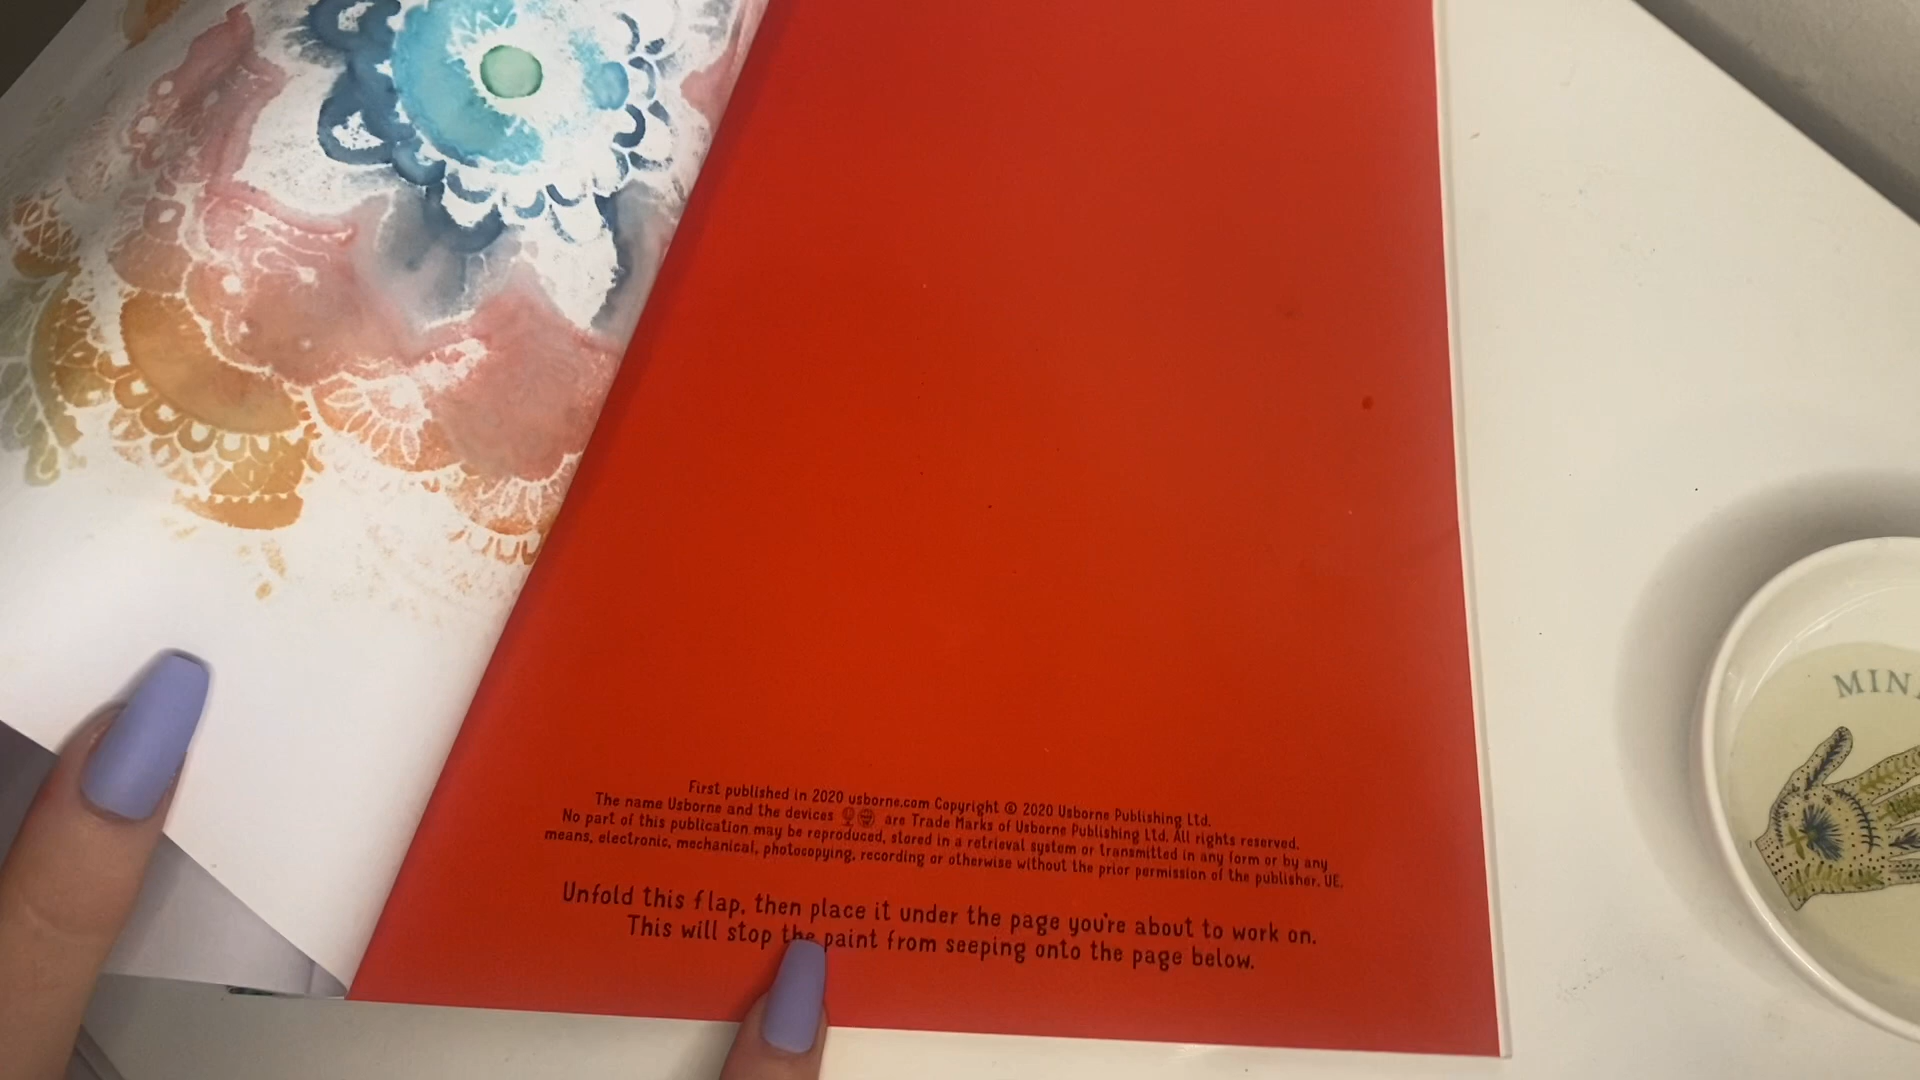 First published in 2020 usborne.com Copyright © 2020 Usborne Publishing Ltd.
The name Usborne and the devices are Trade Marks of Usborne Publishing Ltd. All rights reserved.
No part of this publication may be reproduced, stored in a retrieval system or transmitted in any form or by any
means, electronic, mechanical, photocopying, recording or otherwise without the prior permission of the publisher. UE.
Unfold this flap, then place it under the page you're about to work on.
This will stop the paint from seeping onto the page below.